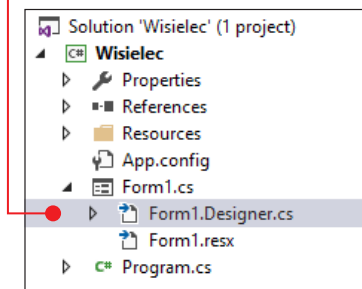 Solution 'Wisielec' (1 project)
C# Wisielec
Properties
References
Resources
App.config
Form1.cs
Form1.Designer.cs
Form1.resx
C# Program.cs